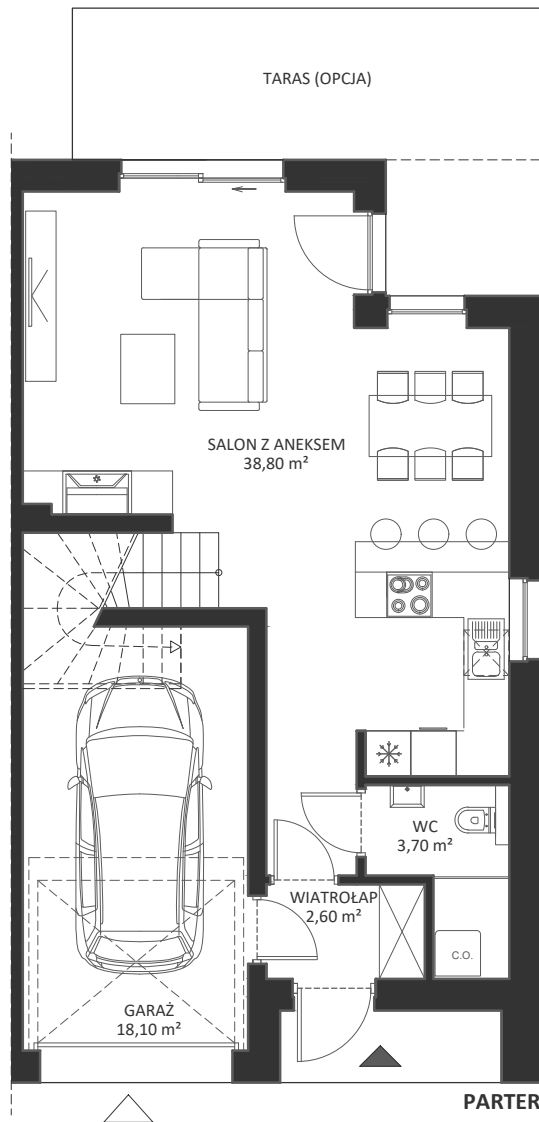 TARAS (OPCJA)
SALON Z ANEKSEM
38,80 m²
WC
3,70 m²
WIATROŁAP
2,60 m²
C.O.
GARAŻ
18,10 m²
PARTER